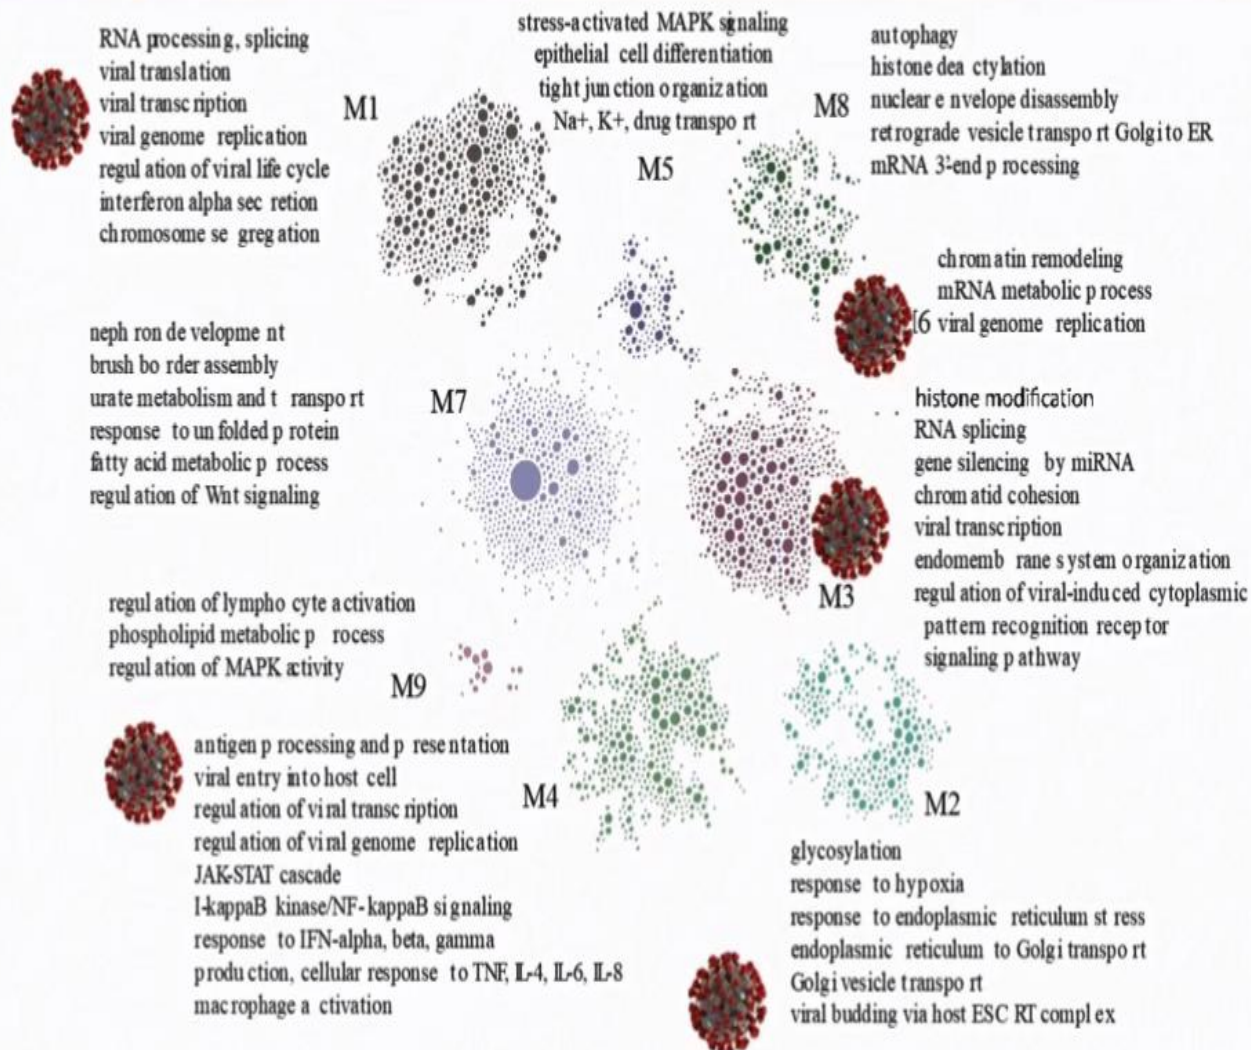 RNA processing, splicing
viral translation
viral transcription
viral genome replication
regulation of viral life cycle
interferon alpha secretion
chromosome segregation
M1
stress-activated MAPK signaling
epithelial cell differentiation
tight junction organization
Na+, K+, drug transport
M5
M8
autophagy
histone deactylation
nuclear envelope disassembly
retrograde vesicle transport Golgi to ER
mRNA 3'-end processing
chromatin remodeling
mRNA metabolic process
6 viral genome replication
nephron development
brush border assembly
urate metabolism and transport
response to unfolded protein
fatty acid metabolic process
regulation of Wnt signaling
M7
histone modification
RNA splicing
gene silencing by miRNA
chromatid cohesion
viral transcription
endomembrane system organization
regulation of viral-induced cytoplasmic
pattern recognition receptor
signaling pathway
M3
regulation of lymphocyte activation
phospholipid metabolic process
regulation of MAPK activity
M9
antigen processing and presentation
viral entry into host cell
regulation of viral transcription
regulation of viral genome replication
JAK-STAT cascade
I-kappaB kinase/NF-kappaB signaling
response to IFN-alpha, beta, gamma
production, cellular response to TNF, IL-4, IL-6, IL-8
macrophage activation
M4
M2
glycosylation
response to hypoxia
response to endoplasmic reticulum stress
endoplasmic reticulum to Golgi transport
Golgi vesicle transport
viral budding via host ESCRT complex